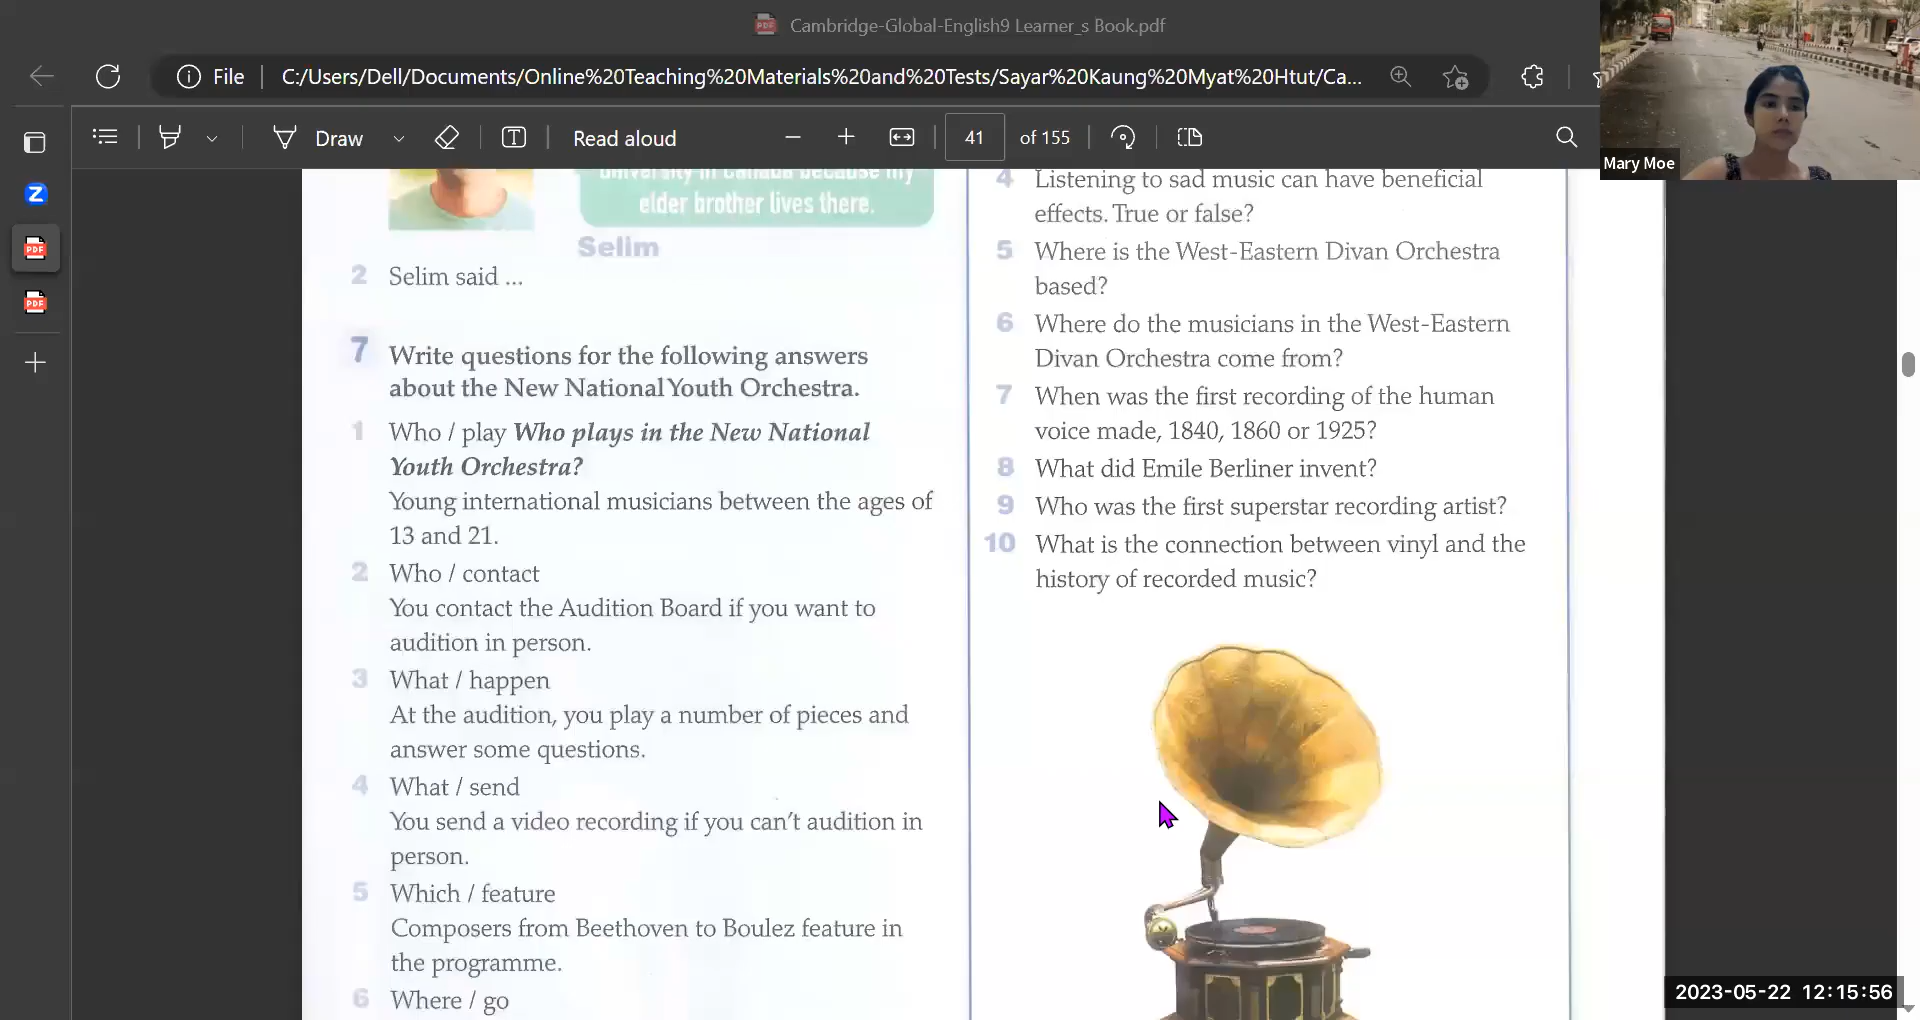 Cambridge-Global-English9 Learner_s Book.pdf
File
C:/Users/Dell/Documents/Online%20Teaching%20Materials%20and%20Tests/Sayar%20Kaung%20Myat%20Htut/Ca...
Draw
Read aloud
41
of 155
Mary Moe
university in Canada because my
elder brother lives there.
Selim
2 Selim said ...
7 Write questions for the following answers
about the New National Youth Orchestra.
1 Who / play Who plays in the New National
Youth Orchestra?
Young international musicians between the ages of
13 and 21.
2 Who / contact
You contact the Audition Board if you want to
audition in person.
3 What / happen
At the audition, you play a number of pieces and
answer some questions.
4 What / send
You send a video recording if you can't audition in
person.
5 Which / feature
Composers from Beethoven to Boulez feature in
the programme.
6 Where / go
4 Listening to sad music can have beneficial
effects. True or false?
5 Where is the West-Eastern Divan Orchestra
based?
6 Where do the musicians in the West-Eastern
Divan Orchestra come from?
7 When was the first recording of the human
voice made, 1840, 1860 or 1925?
8 What did Emile Berliner invent?
9 Who was the first superstar recording artist?
10 What is the connection between vinyl and the
history of recorded music?
2023-05-22 12:15:56